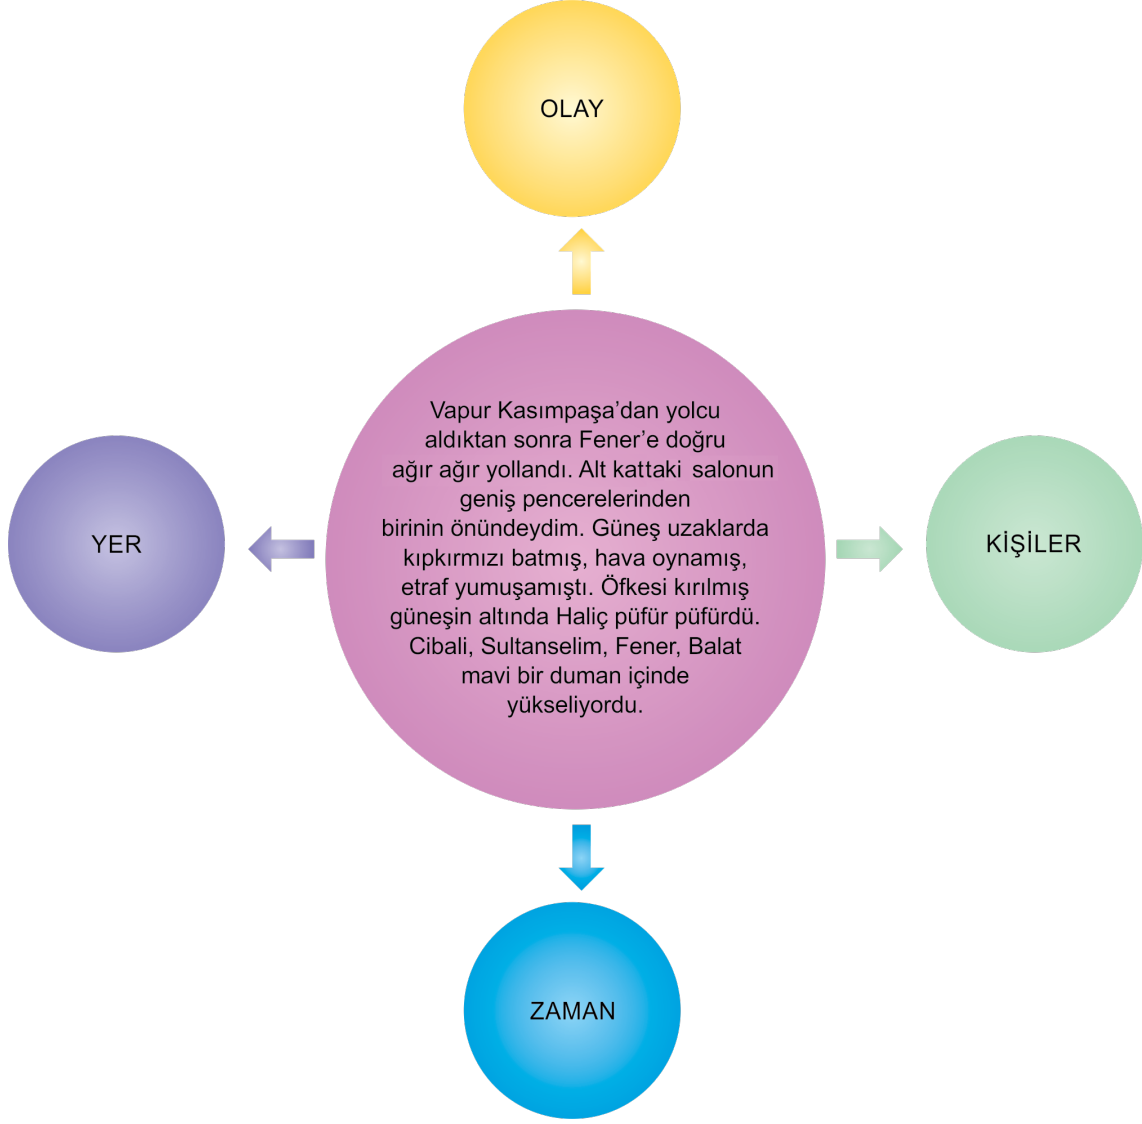 OLAY
Vapur Kasımpaşa’dan yolcu
aldıktan sonra Fener’e doğru
ağır ağır yollandı. Alt kattaki salonun
geniş pencerelerinden
birinin önündeydim. Güneş uzaklarda
kıpkırmızı batmış, hava oynamış,
etraf yumuşamıştı. Öfkesi kırılmış
güneşin altında Haliç püfür püfürdü.
Cibali, Sultanselim, Fener, Balat
mavi bir duman içinde
yükseliyordu.
YER
KİŞİLER
ZAMAN